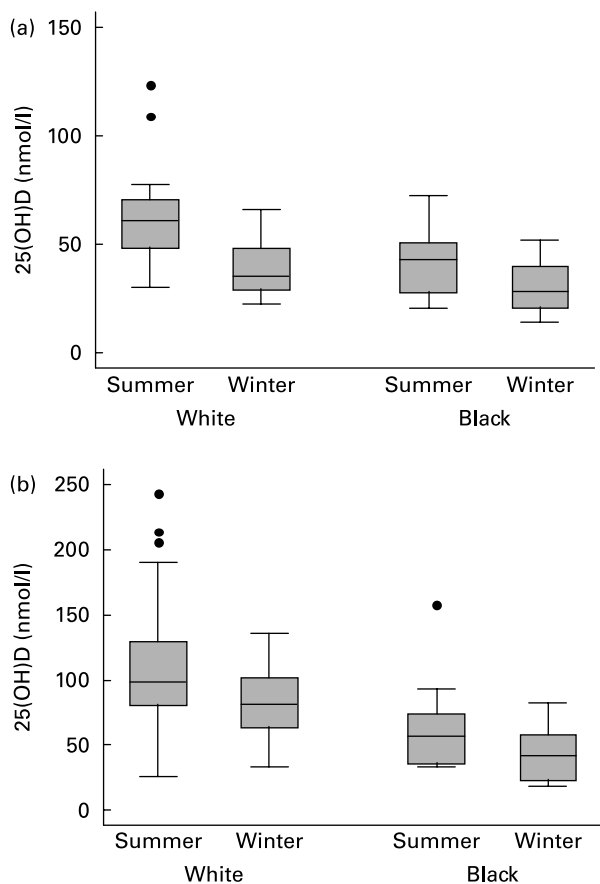 (a)
150
100
50
0
25(OH)D (nmol/l)
Summer Winter Summer Winter
White Black
(b)
250
200
150
100
50
0
25(OH)D (nmol/l)
Summer Winter Summer Winter
White Black